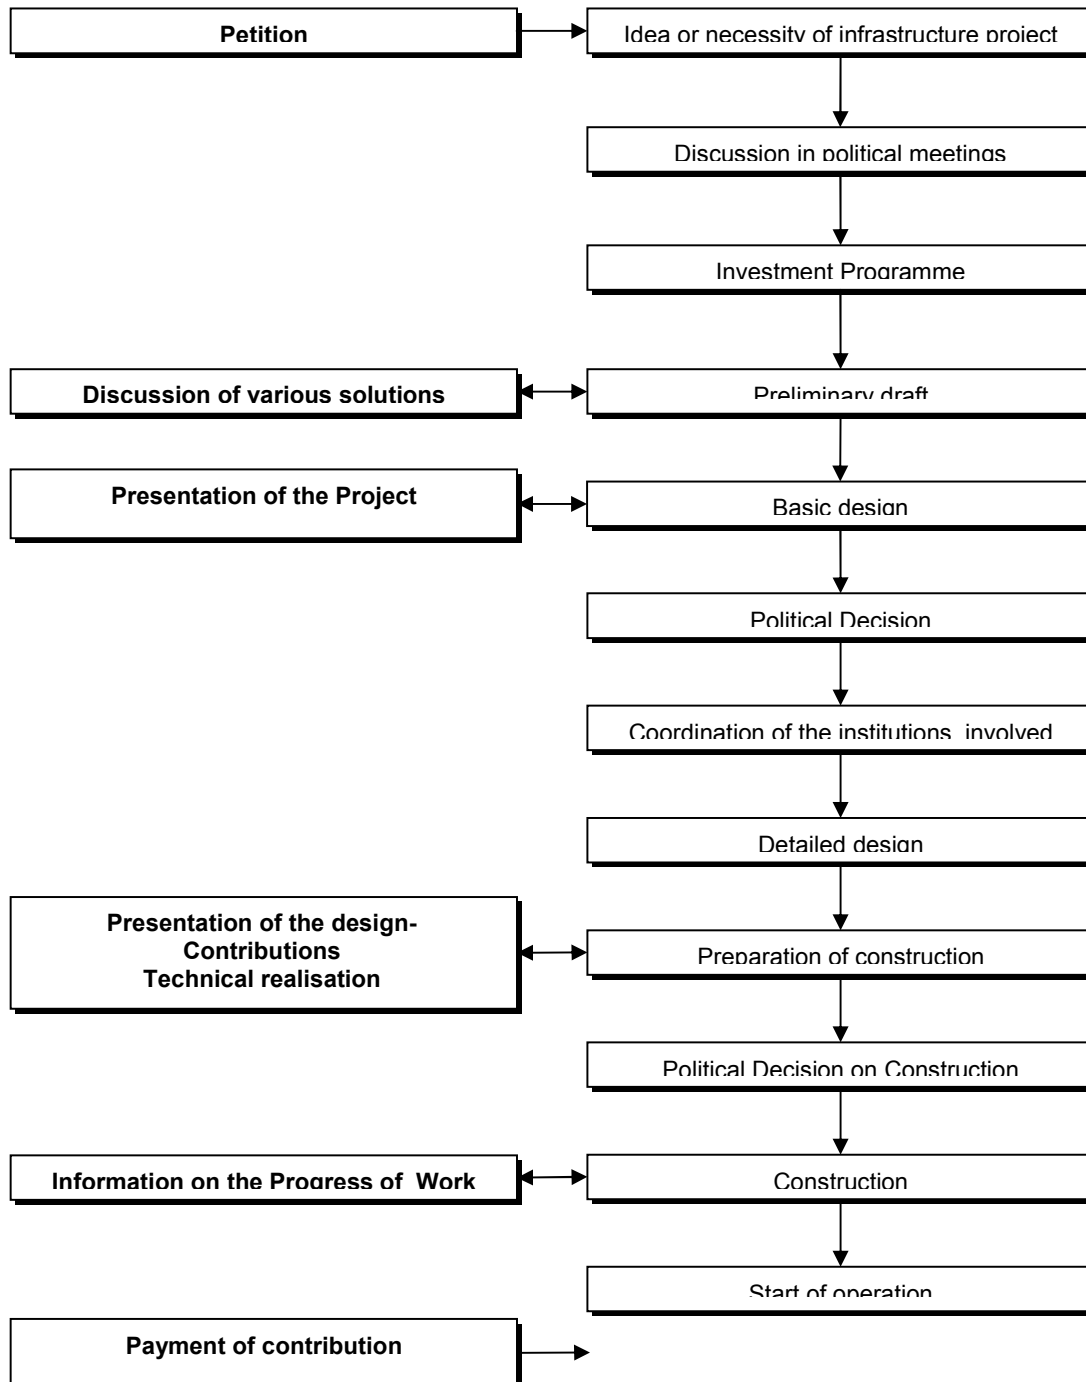 Petition
Idea or necessity of infrastructure project
Discussion in political meetings
Investment Programme
Discussion of various solutions
Preliminary draft
Presentation of the Project
Basic design
Political Decision
Coordination of the institutions  involved
Detailed design
Presentation of the design-
Contributions
Technical realisation
Preparation of construction
Political Decision on Construction
Information on the Progress of  Work
Construction
Start of operation
Payment of contribution